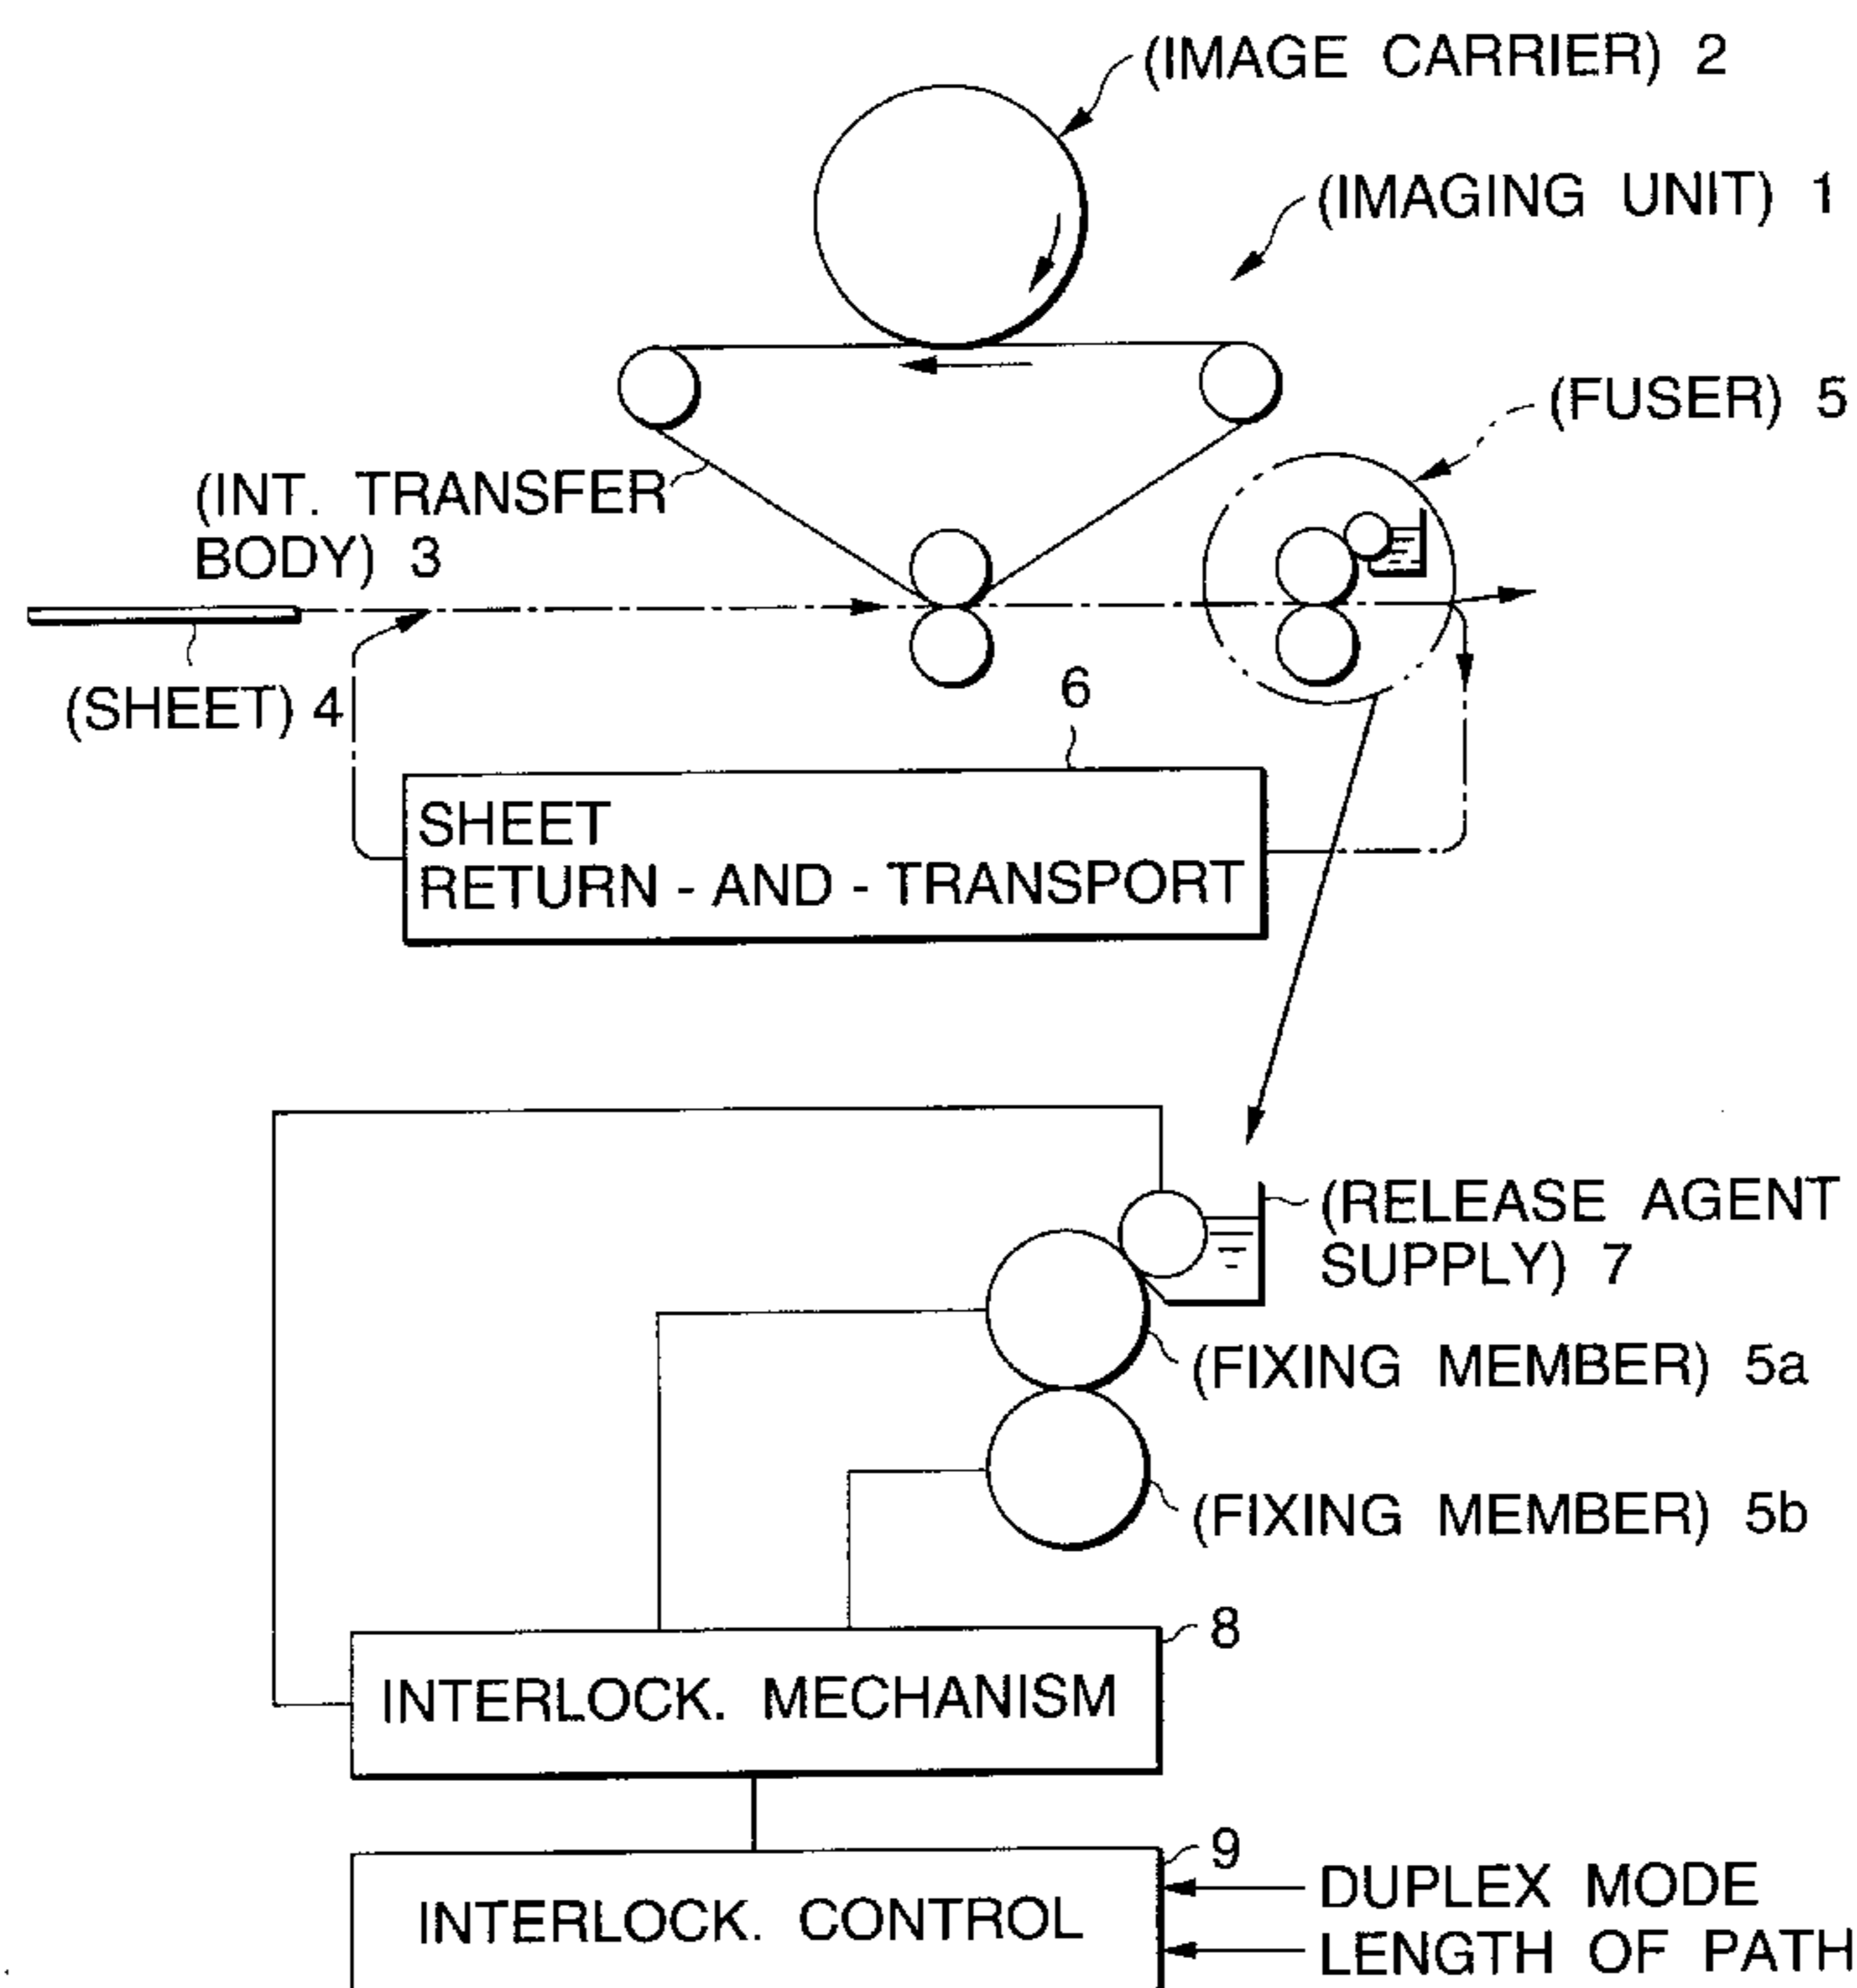 (IMAGE CARRIER) 2
(IMAGING UNIT) 1
(FUSER) 5
(INT. TRANSFER
BODY) 3
(SHEET) 4
6
SHEET
RETURN - AND - TRANSPORT
(RELEASE AGENT
SUPPLY) 7
(FIXING MEMBER) 5a
(FIXING MEMBER) 5b
8
INTERLOCK. MECHANISM
9
INTERLOCK. CONTROL
DUPLEX MODE
LENGTH OF PATH